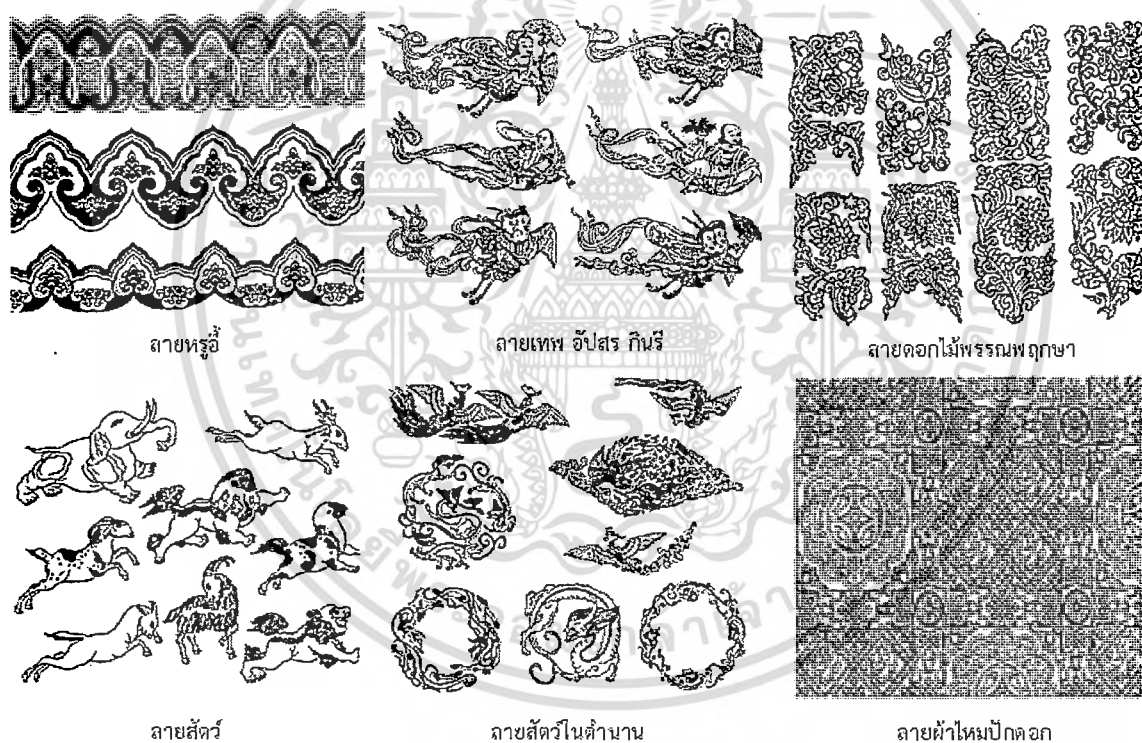 ลายหรูอี้
ลายเทพ อัปสร กินรี
ลายดอกไม้พรรณพฤกษา
ลายสัตว์
ลายสัตว์ในตำนาน
ลายผ้าไหมปักดอก